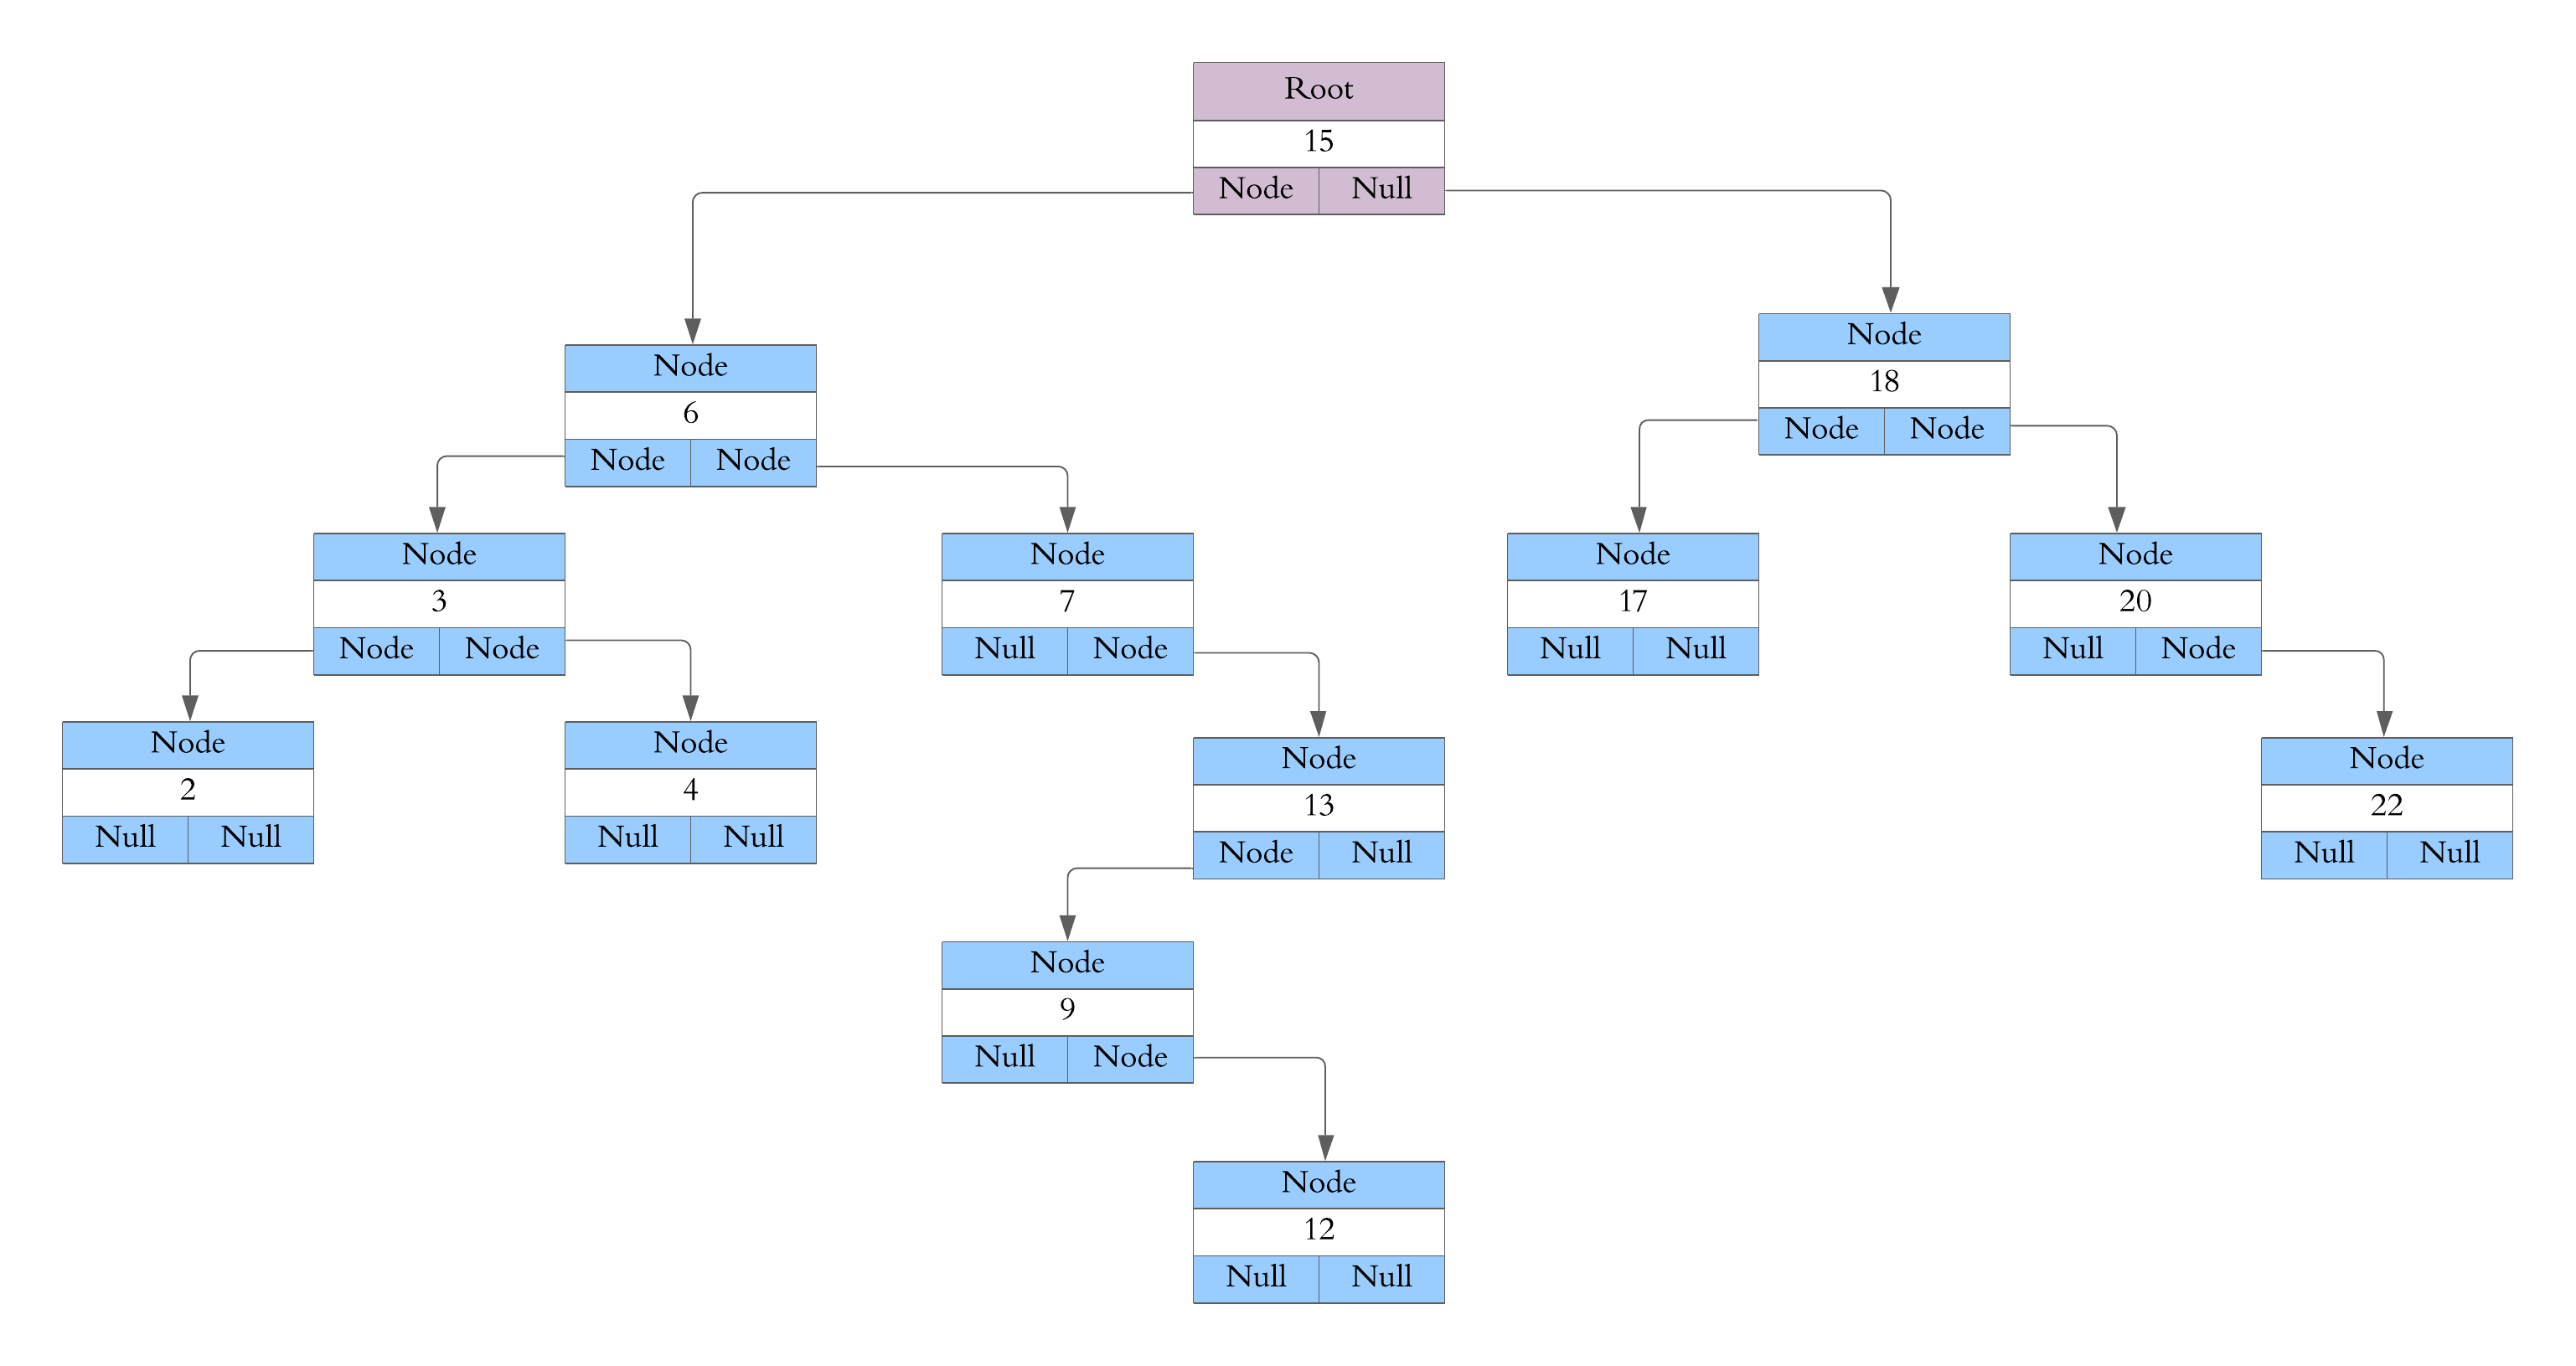 Root
15
Node Null
Node
18
Node Node
Node
6
Node Node
Node
3
Node Node
Node
7
Null Node
Node
17
Null Null
Node
20
Null Node
Node
2
Null Null
Node
4
Null Null
Node
13
Node Null
Node
22
Null Null
Node
9
Null Node
Node
12
Null Null